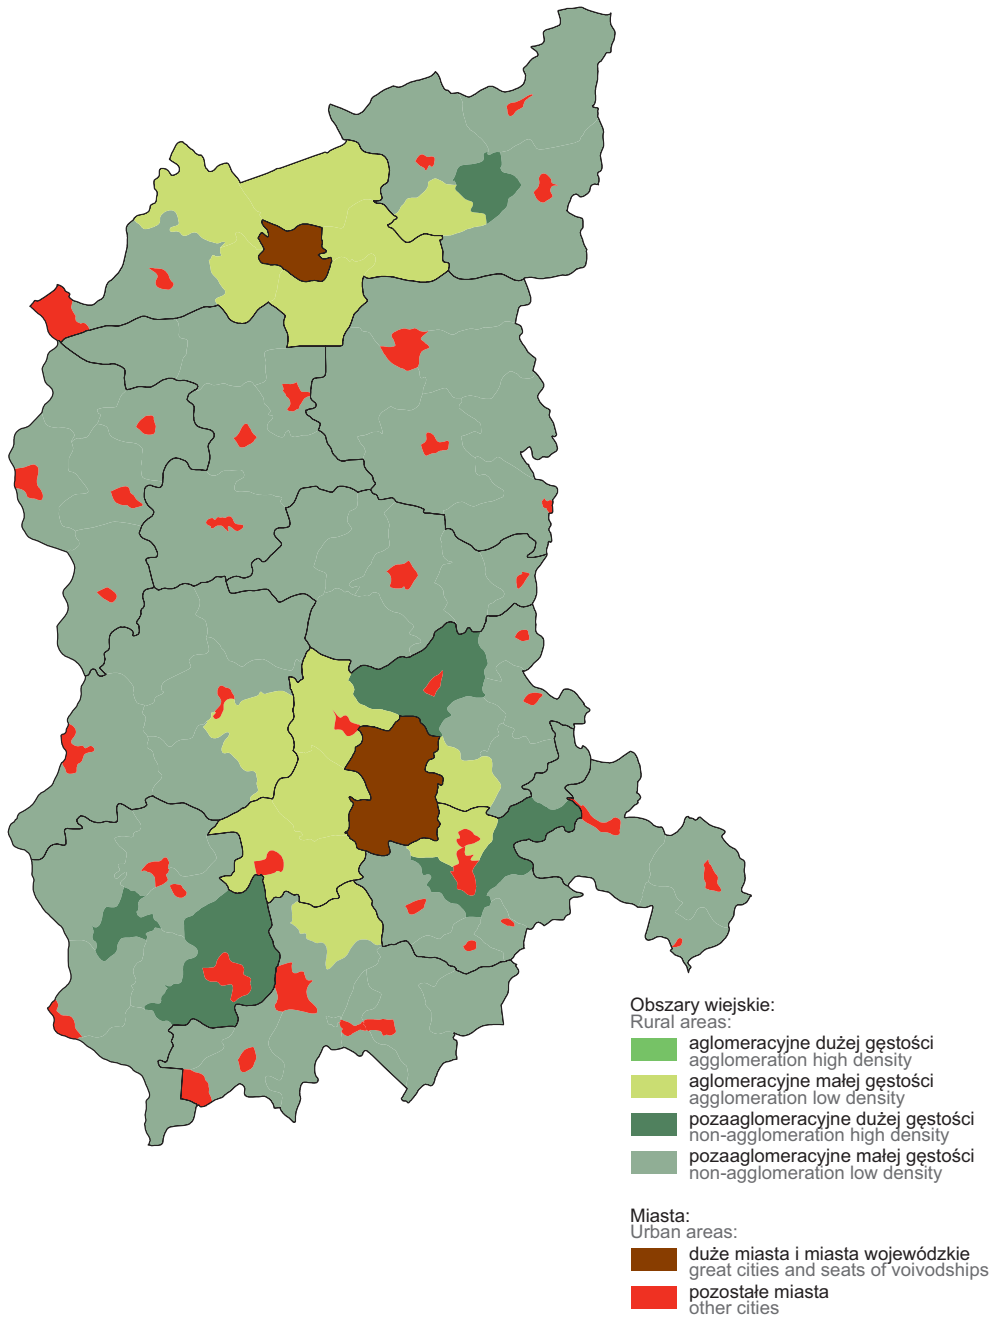 Obszary wiejskie:
Rural areas:
aglomeracyjne dużej gęstości
agglomeration high density
aglomeracyjne małej gęstości
agglomeration low density
pozaaglomeracyjne dużej gęstości
non-agglomeration high density
pozaaglomeracyjne małej gęstości
non-agglomeration low density
Miasta:
Urban areas:
duże miasta i miasta wojewódzkie
great cities and seats of voivodships
pozostałe miasta
other cities